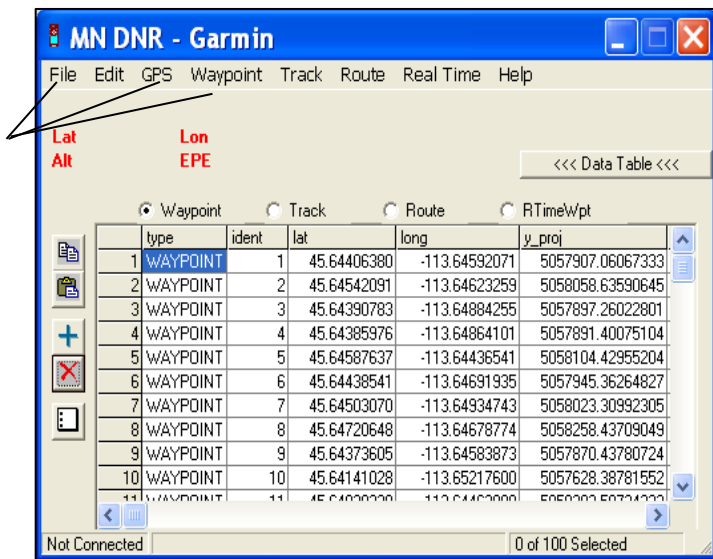 MN DNR - Garmin
File Edit GPS Waypoint Track Route Real Time Help
Lat Lon
Alt EPE
<<< Data Table <<<
Waypoint Track Route RTimeWpt
type ident lat long y_proj
1 WAYPOINT 1 45.64406380 -113.64592071 5057907.06067333
2 WAYPOINT 2 45.64542091 -113.64623259 5058058.63590645
3 WAYPOINT 3 45.64390783 -113.64884255 5057897.26022801
4 WAYPOINT 4 45.64385976 -113.64864101 5057891.40075104
5 WAYPOINT 5 45.64587637 -113.64436541 5058104.42955204
6 WAYPOINT 6 45.64438541 -113.64691935 5057945.36264827
7 WAYPOINT 7 45.64503070 -113.64934743 5058023.30992305
8 WAYPOINT 8 45.64720648 -113.64678774 5058258.43709049
9 WAYPOINT 9 45.64373605 -113.64583873 5057870.43780724
10 WAYPOINT 10 45.64141028 -113.65217600 5057628.38781552
11 WAYPOINT 11
Not Connected 0 of 100 Selected